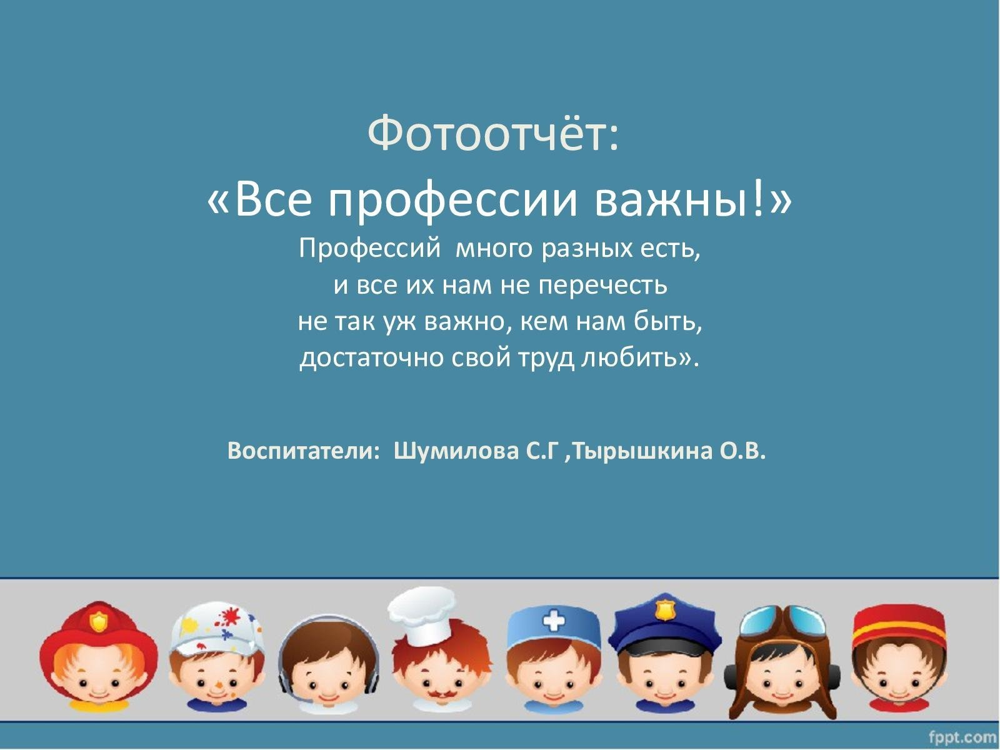 Фотоотчёт:
«Все профессии важны!»
Профессий  много разных есть,
и все их нам не перечесть
не так уж важно, кем нам быть,
достаточно свой труд любить».
Воспитатели:  Шумилова С.Г ,Тырышкина О.В.
fppt.com